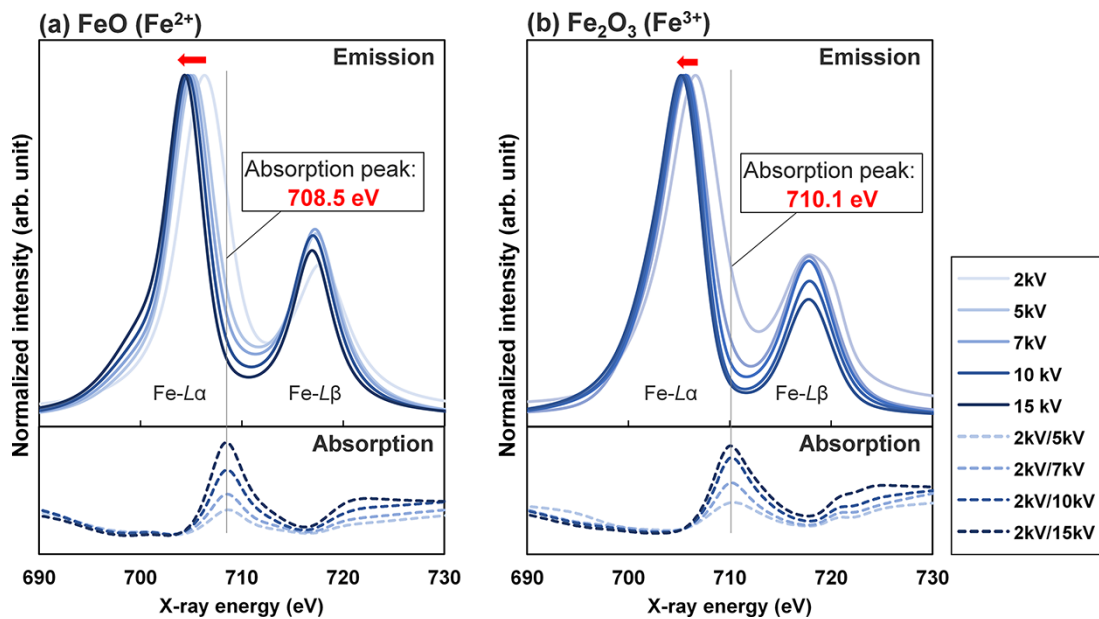 (a) FeO (Fe²⁺)
Emission
Absorption peak:
708.5 eV
Fe-Lα
Fe-Lβ
Absorption
690 700 710 720 730
X-ray energy (eV)
Normalized intensity (arb. unit)
(b) Fe₂O₃ (Fe³⁺)
Emission
Absorption peak:
710.1 eV
Fe-Lα
Fe-Lβ
Absorption
690 700 710 720 730
X-ray energy (eV)
Normalized intensity (arb. unit)
2kV
5kV
7kV
10 kV
15 kV
2kV/5kV
2kV/7kV
2kV/10kV
2kV/15kV